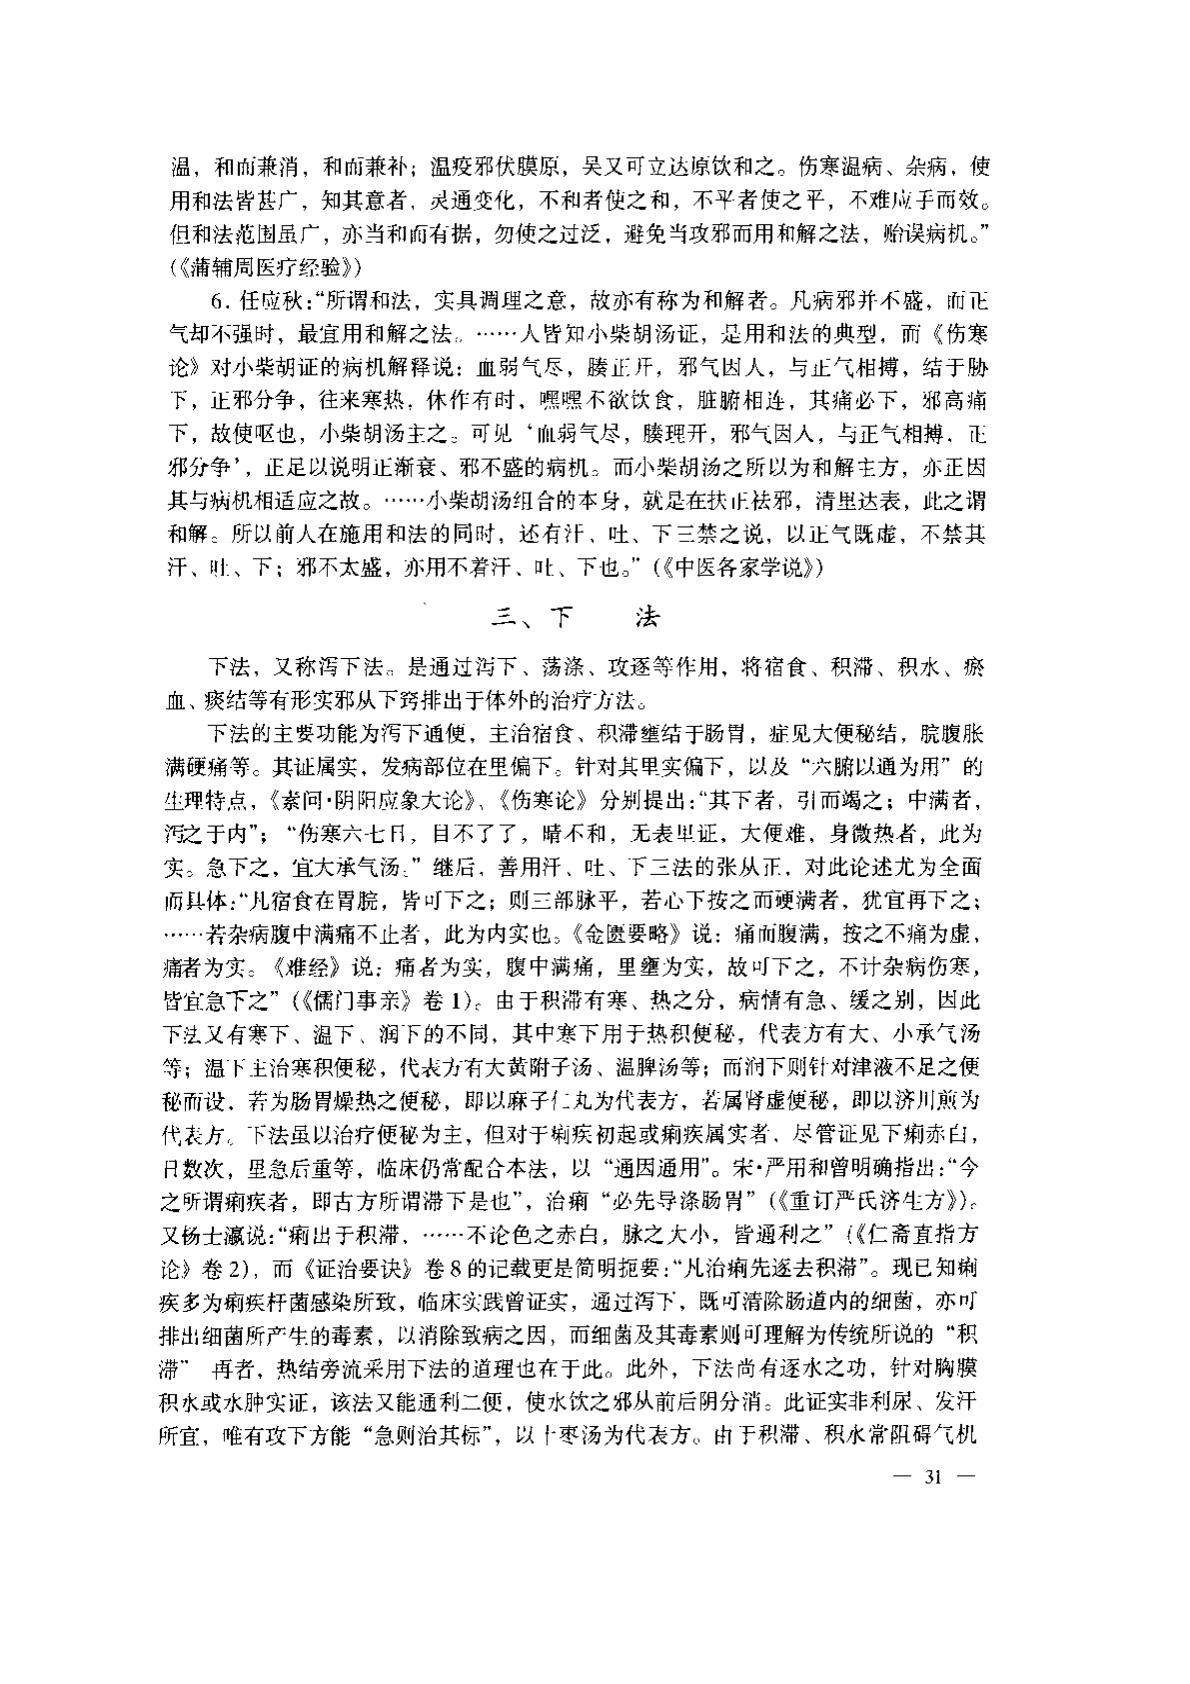 温，和而兼消，和而兼补；温疫邪伏膜原，吴又可立达原饮和之。伤寒温病、杂病，使
用和法皆甚广，知其意者，灵通变化，不和者使之和，不平者使之平，不难应手而效。
但和法范围虽广，亦当和而有据，勿使之过泛，避免当攻邪而用和解之法，贻误病机。”
(《蒲辅周医疗经验》)
6. 任应秋：“所谓和法，实具调理之意，故亦有称为和解者。凡病邪并不盛，而正
气却不强时，最宜用和解之法。……人皆知小柴胡汤证，是用和法的典型，而《伤寒
论》对小柴胡证的病机解释说：血弱气尽，腠正开，邪气因人，与正气相搏，结于胁
下，正邪分争，往来寒热，休作有时，嘿嘿不欲饮食，脏腑相连，其痛必下，邪高痛
下，故使呕也，小柴胡汤主之。可见‘血弱气尽，腠理开，邪气因人，与正气相搏，正
邪分争’，正足以说明正渐衰、邪不盛的病机。而小柴胡汤之所以为和解主方，亦正因
其与病机相适应之故。……小柴胡汤组合的本身，就是在扶正祛邪，清里达表，此之谓
和解。所以前人在施用和法的同时，还有汗、吐、下三禁之说，以正气既虚，不禁其
汗、吐、下；邪不太盛，亦用不着汗、吐、下也。”(《中医各家学说》)
三、下 法
下法，又称泻下法。是通过泻下、荡涤、攻逐等作用，将宿食、积滞、积水、瘀
血、痰结等有形实邪从下窍排出于体外的治疗方法。
下法的主要功能为泻下通便，主治宿食、积滞壅结于肠胃，症见大便秘结，脘腹胀
满硬痛等。其证属实，发病部位在里偏下。针对其里实偏下，以及“六腑以通为用”的
生理特点，《素问·阴阳应象大论》、《伤寒论》分别提出：“其下者，引而竭之；中满者，
泻之于内”；“伤寒六七日，目不了了，睛不和，无表里证，大便难，身微热者，此为
实。急下之，宜大承气汤。”继后，善用汗、吐、下三法的张从正，对此论述尤为全面
而具体：“凡宿食在胃脘，皆可下之；则三部脉平，若心下按之而硬满者，犹宜再下之；
……若杂病腹中满痛不止者，此为内实也。《金匮要略》说：痛而腹满，按之不痛为虚，
痛者为实。《难经》说：痛者为实，腹中满痛，里壅为实，故可下之，不计杂病伤寒，
皆宜急下之”(《儒门事亲》卷 1)。由于积滞有寒、热之分，病情有急、缓之别，因此
下法又有寒下、温下、润下的不同，其中寒下用于热积便秘，代表方有大、小承气汤
等；温下主治寒积便秘，代表方有大黄附子汤、温脾汤等；而润下则针对津液不足之便
秘而设，若为肠胃燥热之便秘，即以麻子仁丸为代表方，若属肾虚便秘，即以济川煎为
代表方。下法虽以治疗便秘为主，但对于痢疾初起或痢疾属实者，尽管证见下痢赤白，
日数次，里急后重等，临床仍常配合本法，以“通因通用”。宋·严用和曾明确指出：“今
之所谓痢疾者，即古方所谓滞下是也”，治痢“必先导涤肠胃”(《重订严氏济生方》)。
又杨士瀛说：“痢出于积滞，……不论色之赤白，脉之大小，皆通利之”(《仁斋直指方
论》卷 2)，而《证治要诀》卷 8 的记载更是简明扼要：“凡治痢先逐去积滞”。现已知痢
疾多为痢疾杆菌感染所致，临床实践曾证实，通过泻下，既可清除肠道内的细菌，亦可
排出细菌所产生的毒素，以消除致病之因，而细菌及其毒素则可理解为传统所说的“积
滞” 再者，热结旁流采用下法的道理也在于此。此外，下法尚有逐水之功，针对胸膜
积水或水肿实证，该法又能通利二便，使水饮之邪从前后阴分消。此证实非利尿、发汗
所宜，唯有攻下方能“急则治其标”，以十枣汤为代表方。由于积滞、积水常阻碍气机
— 31 —